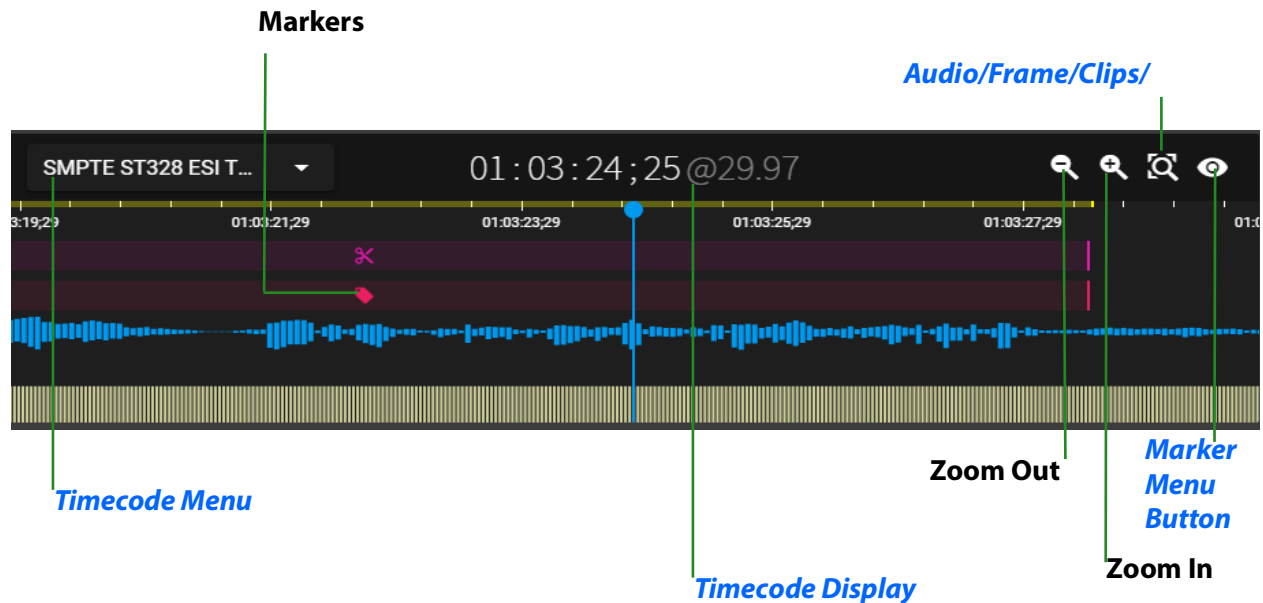 Markers
Audio/Frame/Clips/
SMPTE ST328 ESI T...
01:03:24;25@29.97
3:19;29
01:03:21;29
01:03:23;29
01:03:25;29
01:03:27;29
01:0
Zoom Out
Marker
Menu
Button
Timecode Menu
Zoom In
Timecode Display